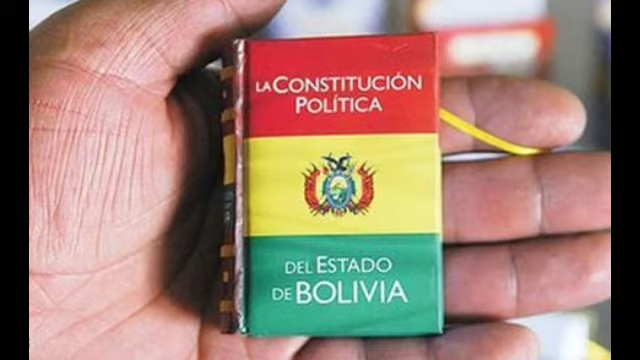 LA CONSTITUCIÓN
POLÍTICA
DEL ESTADO
DE BOLIVIA